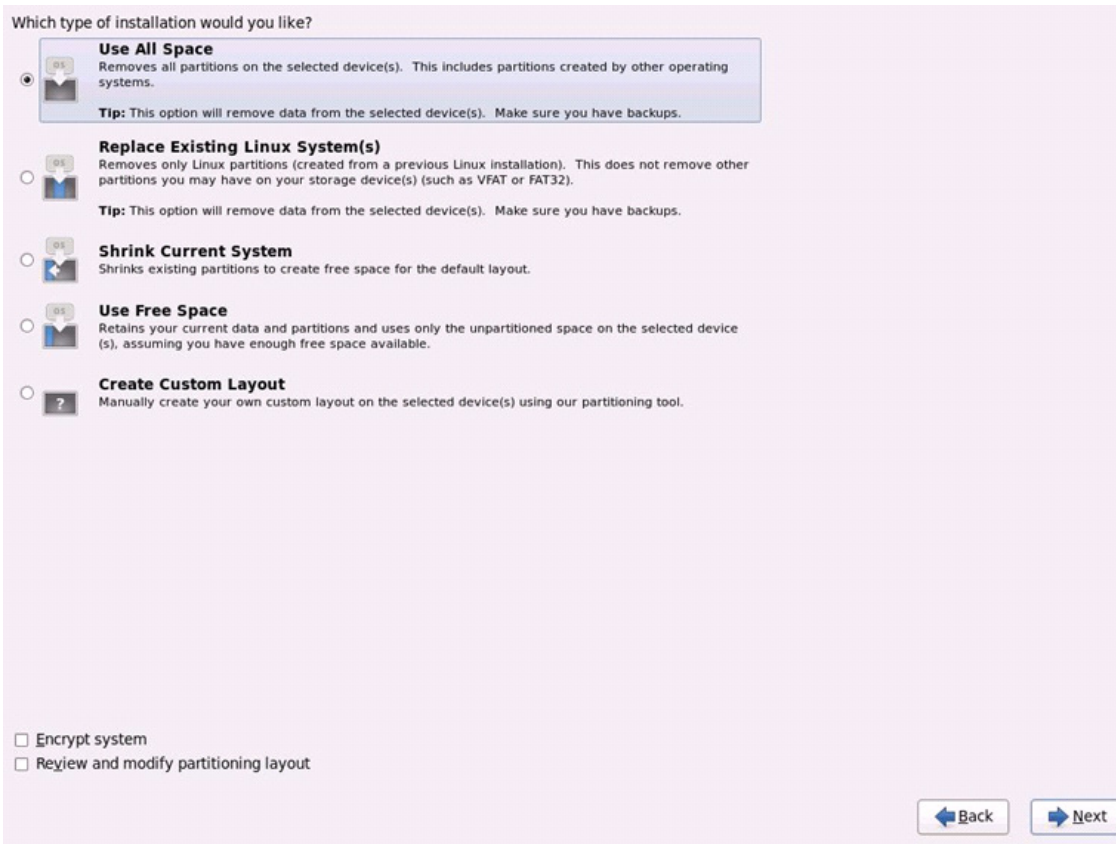 Which type of installation would you like?
OS
Use All Space
Removes all partitions on the selected device(s).  This includes partitions created by other operating
systems.
Tip: This option will remove data from the selected device(s).  Make sure you have backups.
OS
Replace Existing Linux System(s)
Removes only Linux partitions (created from a previous Linux installation).  This does not remove other
partitions you may have on your storage device(s) (such as VFAT or FAT32).
Tip: This option will remove data from the selected device(s).  Make sure you have backups.
OS
Shrink Current System
Shrinks existing partitions to create free space for the default layout.
OS
Use Free Space
Retains your current data and partitions and uses only the unpartitioned space on the selected device
(s), assuming you have enough free space available.
?
Create Custom Layout
Manually create your own custom layout on the selected device(s) using our partitioning tool.
Encrypt system
Review and modify partitioning layout
Back
Next